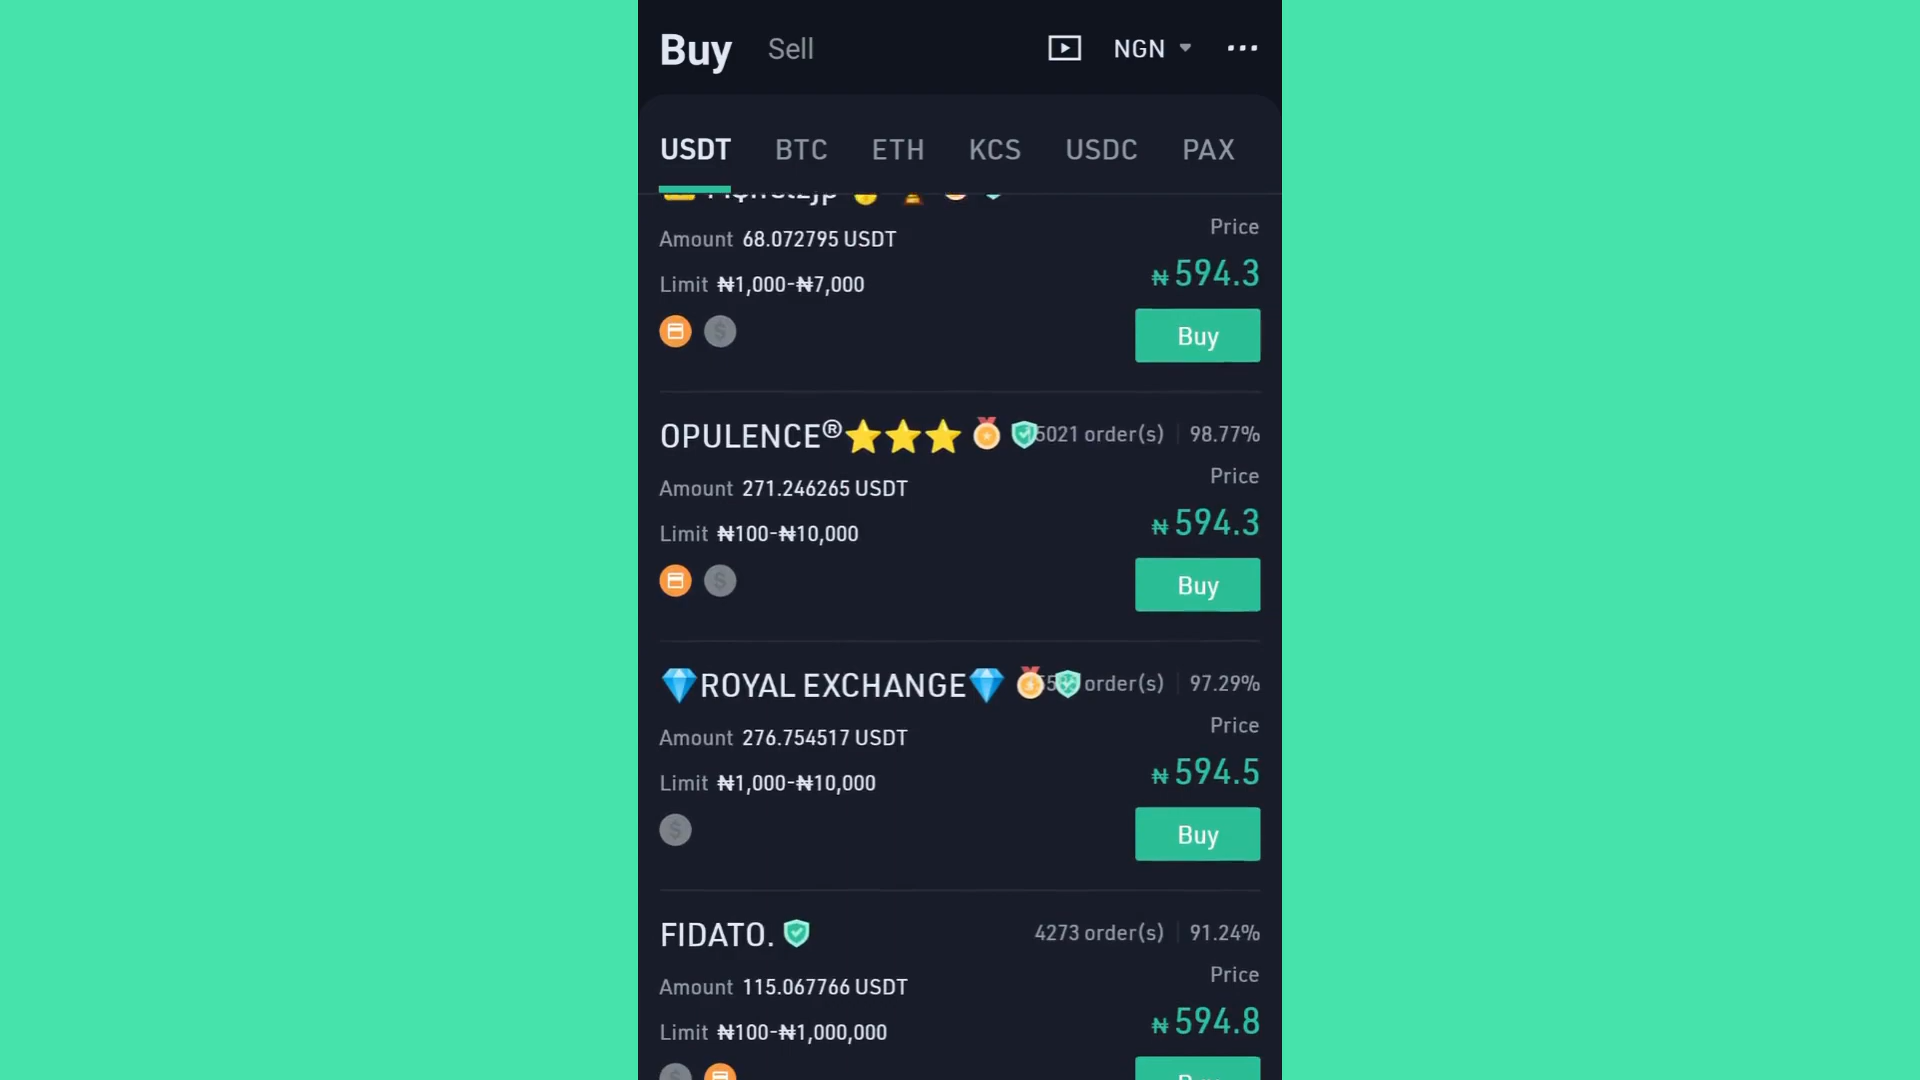 Buy Sell NGN
USDT BTC ETH KCS USDC PAX
Price
Amount 68.072795 USDT
₦ 594.3
Limit ₦1,000-₦7,000
Buy
OPULENCE® 5021 order(s) 98.77%
Price
Amount 271.246265 USDT
₦ 594.3
Limit ₦100-₦10,000
Buy
ROYAL EXCHANGE order(s) 97.29%
Price
Amount 276.754517 USDT
₦ 594.5
Limit ₦1,000-₦10,000
Buy
FIDATO. 4273 order(s) 91.24%
Price
Amount 115.067766 USDT
₦ 594.8
Limit ₦100-₦1,000,000